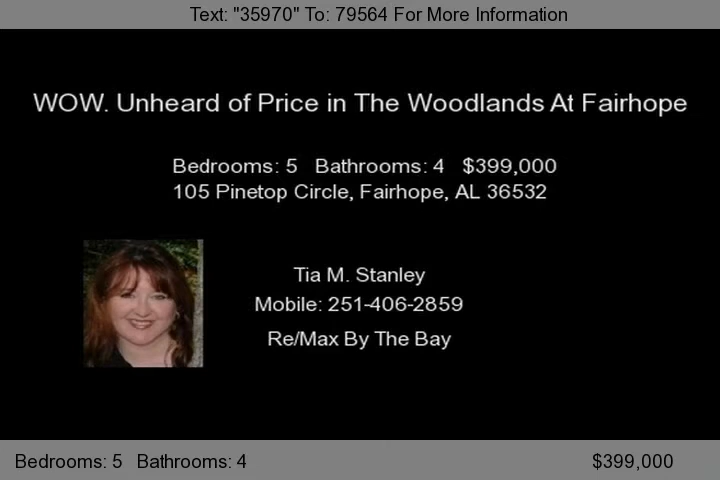 Text: "35970" To: 79564 For More Information
WOW. Unheard of Price in The Woodlands At Fairhope
Bedrooms: 5 Bathrooms: 4 $399,000
105 Pinetop Circle, Fairhope, AL 36532
Tia M. Stanley
Mobile: 251-406-2859
Re/Max By The Bay
Bedrooms: 5 Bathrooms: 4 $399,000